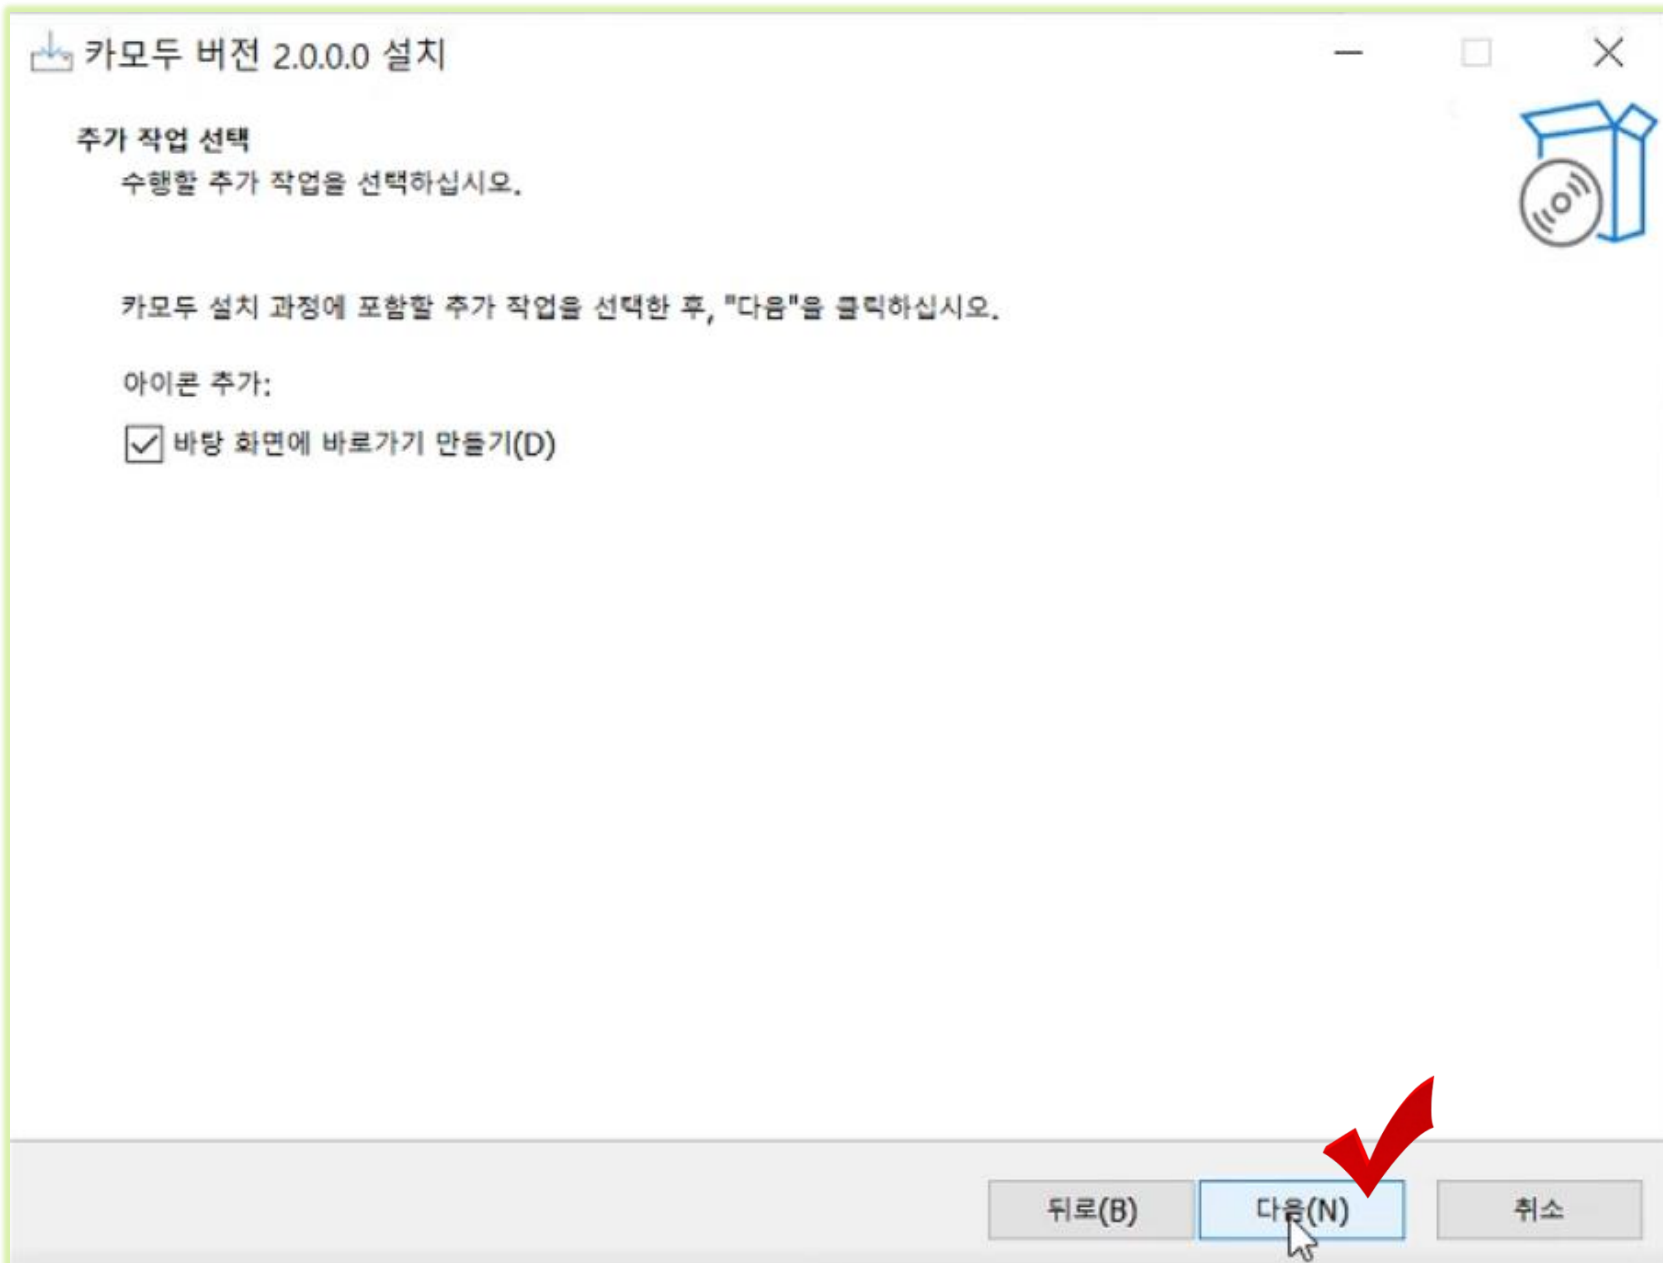 카모두 버전 2.0.0.0 설치
추가 작업 선택
수행할 추가 작업을 선택하십시오.
카모두 설치 과정에 포함할 추가 작업을 선택한 후, "다음"을 클릭하십시오.
아이콘 추가:
바탕 화면에 바로가기 만들기(D)
뒤로(B) 다음(N) 취소